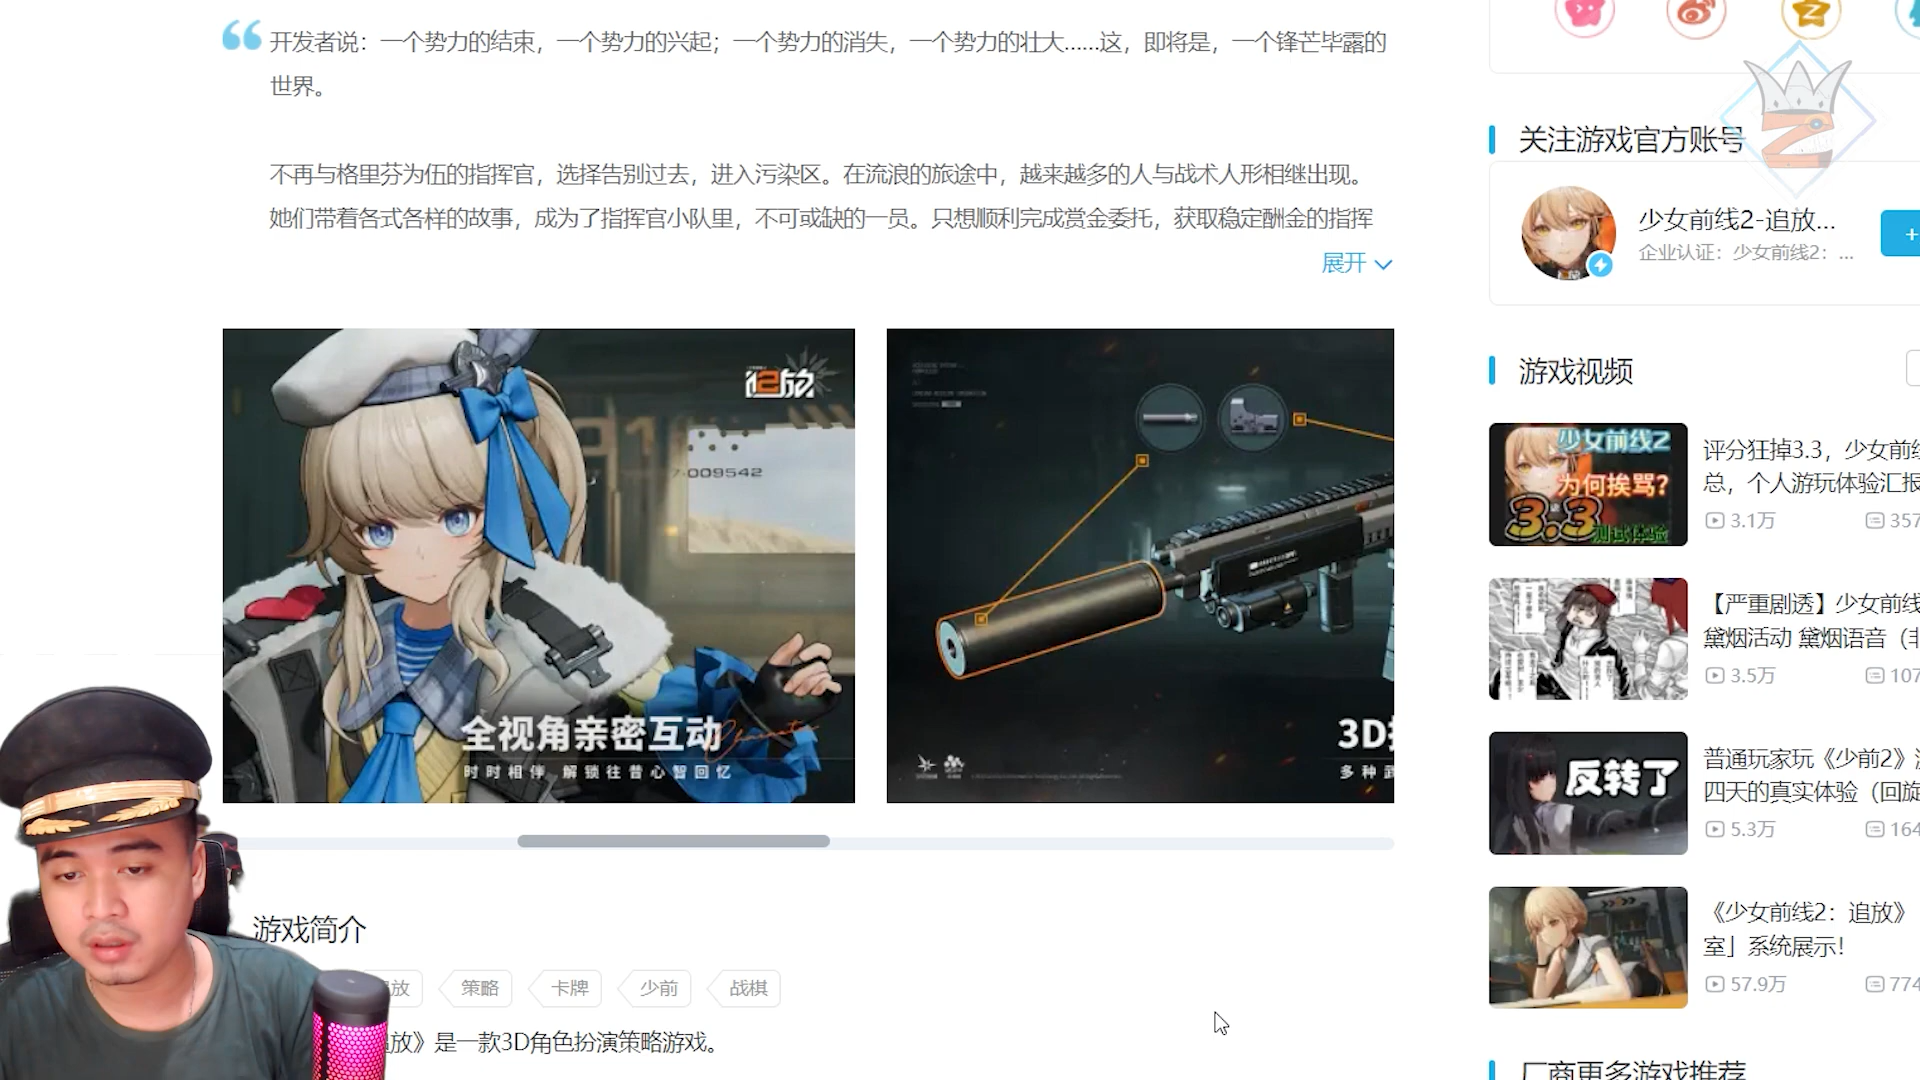 开发者说：一个势力的结束，一个势力的兴起；一个势力的消失，一个势力的壮大......这，即将是，一个锋芒毕露的
世界。
不再与格里芬为伍的指挥官，选择告别过去，进入污染区。在流浪的旅途中，越来越多的人与战术人形相继出现。
她们带着各式各样的故事，成为了指挥官小队里，不可或缺的一员。只想顺利完成赏金委托，获取稳定酬金的指挥
展开
追放
7.009542
全视角亲密互动
时时相伴 解锁往昔心智回忆
3D
多种武
游戏简介
放
策略
卡牌
少前
战棋
放》是一款3D角色扮演策略游戏。
关注游戏官方账号
少女前线2-追放...
企业认证：少女前线2：...
+
游戏视频
少女前线2
为何挨骂？
3.3
测试体验
评分狂掉3.3，少女前线
总，个人游玩体验汇报
3.1万
357
【严重剧透】少女前线
黛烟活动 黛烟语音（非
3.5万
107
反转了
普通玩家玩《少前2》
四天的真实体验（回旋
5.3万
164
《少女前线2：追放》
室」系统展示！
57.9万
774
厂商更多游戏推荐